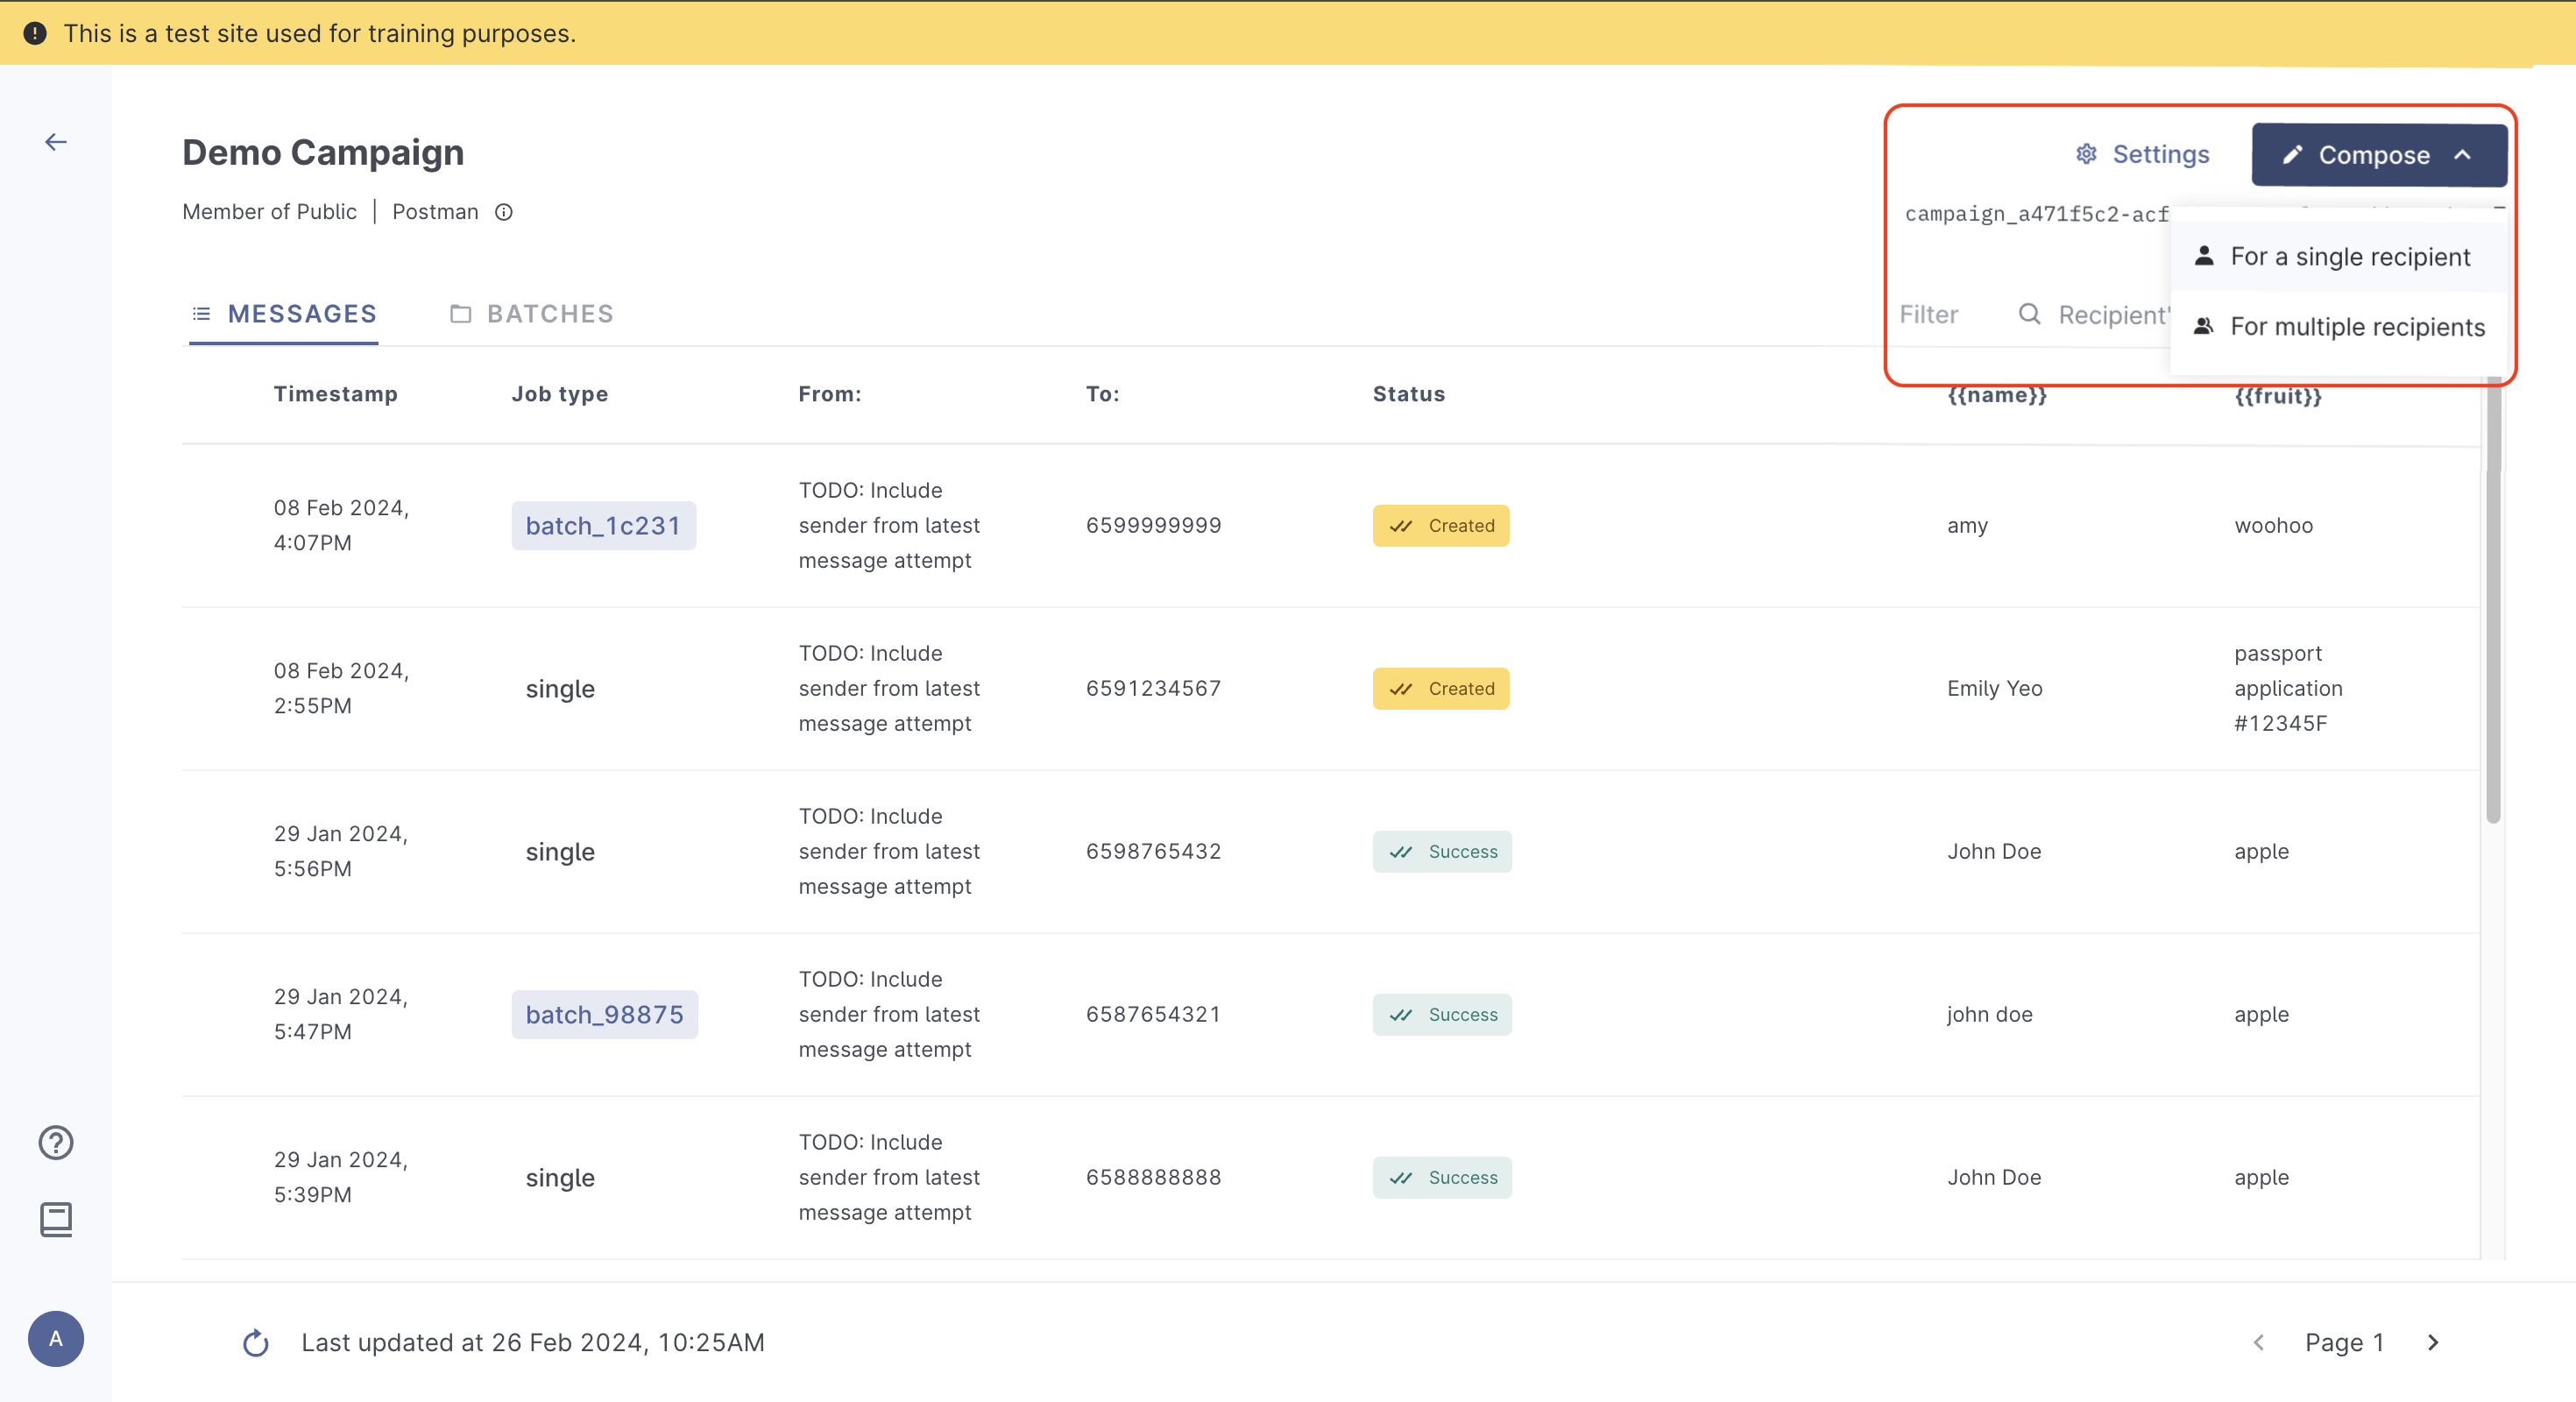 This is a test site used for training purposes.
Demo Campaign
Settings
Compose
Member of Public | Postman
campaign_a471f5c2-acf
For a single recipient
For multiple recipients
MESSAGES
BATCHES
Filter
Recipient'
Timestamp
Job type
From:
To:
Status
{{name}}
{{fruit}}
08 Feb 2024,
4:07PM
batch_1c231
TODO: Include
sender from latest
message attempt
6599999999
Created
amy
woohoo
08 Feb 2024,
2:55PM
single
TODO: Include
sender from latest
message attempt
6591234567
Created
Emily Yeo
passport
application
#12345F
29 Jan 2024,
5:56PM
single
TODO: Include
sender from latest
message attempt
6598765432
Success
John Doe
apple
29 Jan 2024,
5:47PM
batch_98875
TODO: Include
sender from latest
message attempt
6587654321
Success
john doe
apple
29 Jan 2024,
5:39PM
single
TODO: Include
sender from latest
message attempt
6588888888
Success
John Doe
apple
A
Last updated at 26 Feb 2024, 10:25AM
Page 1